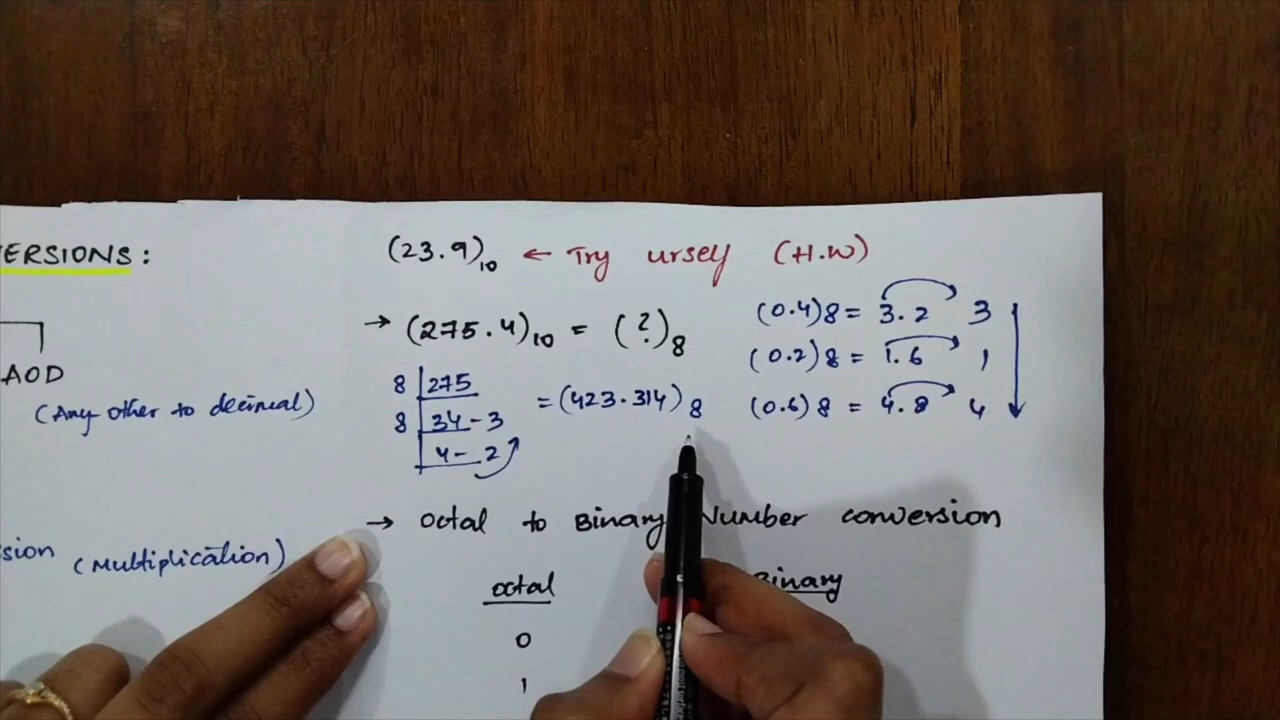 ERSIONS:
AOD
(Any other to decimal)
sion (Multiplication)
(23.9)10 ← Try urself (H.W)
→ (275.4)10 = (?)8
8 275
8 34 - 3
4 - 2
= (423.314)8
(0.4)8 = 3.2 3
(0.2)8 = 1.6 1
(0.6)8 = 4.8 4
→ Octal to Binary Number conversion
Octal Binary
0
1